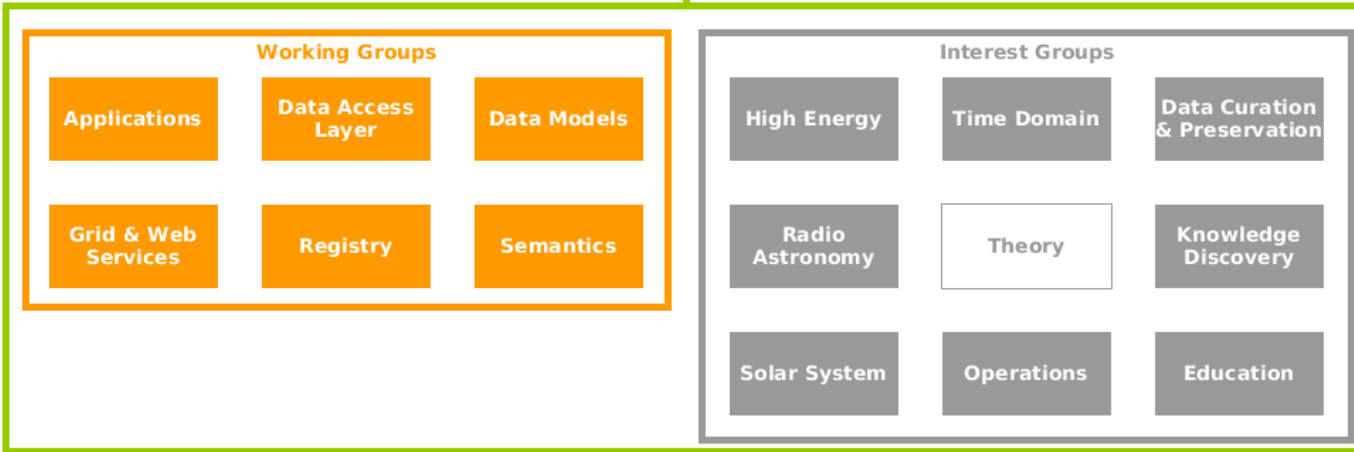 Working Groups
Applications
Data Access
Layer
Data Models
Grid & Web
Services
Registry
Semantics
Interest Groups
High Energy
Time Domain
Data Curation
& Preservation
Radio
Astronomy
Theory
Knowledge
Discovery
Solar System
Operations
Education